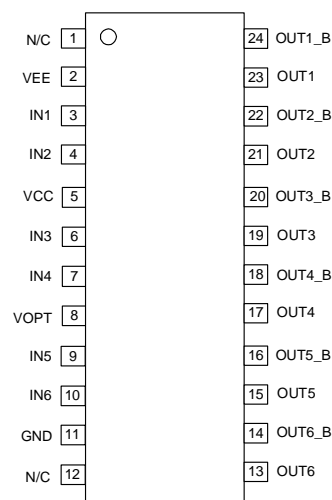 N/C 1 24 OUT1_B
VEE 2 23 OUT1
IN1 3 22 OUT2_B
IN2 4 21 OUT2
VCC 5 20 OUT3_B
IN3 6 19 OUT3
IN4 7 18 OUT4_B
VOPT 8 17 OUT4
IN5 9 16 OUT5_B
IN6 10 15 OUT5
GND 11 14 OUT6_B
N/C 12 13 OUT6